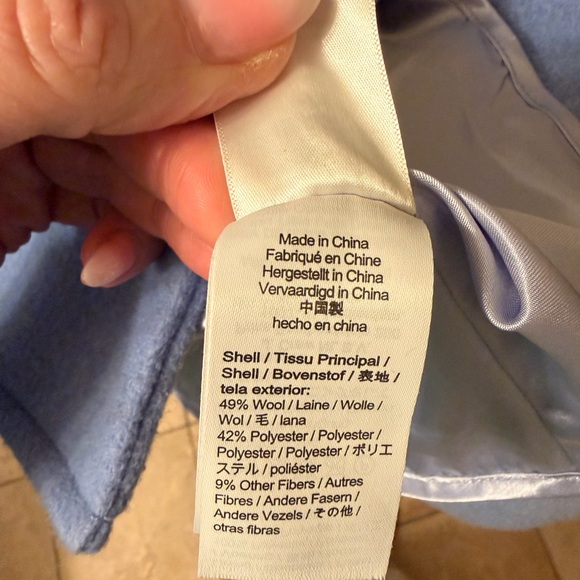 Made in China
Fabriqué en Chine
Hergestellt in China
Vervaardigd in China
中国製
hecho en china
Shell / Tissu Principal /
Shell / Bovenstof / 表地 /
tela exterior:
49% Wool / Laine / Wolle /
Wol / 毛 / lana
42% Polyester / Polyester /
Polyester / Polyester / ポリエ
ステル / poliéster
9% Other Fibers / Autres
Fibres / Andere Fasern /
Andere Vezels / その他 /
otras fibras